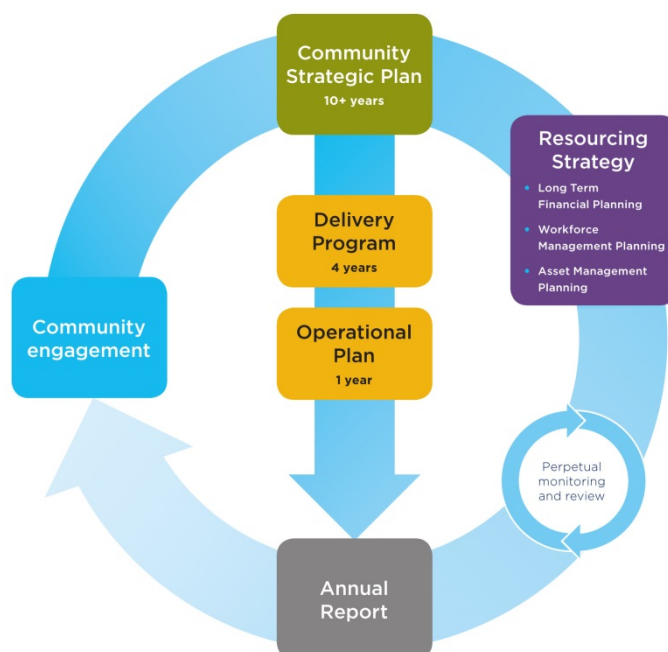 Community
Strategic Plan
10+ years
Resourcing
Strategy
Long Term
Financial Planning
Workforce
Management Planning
Asset Management
Planning
Delivery
Program
4 years
Community
engagement
Operational
Plan
1 year
Perpetual
monitoring
and review
Annual
Report